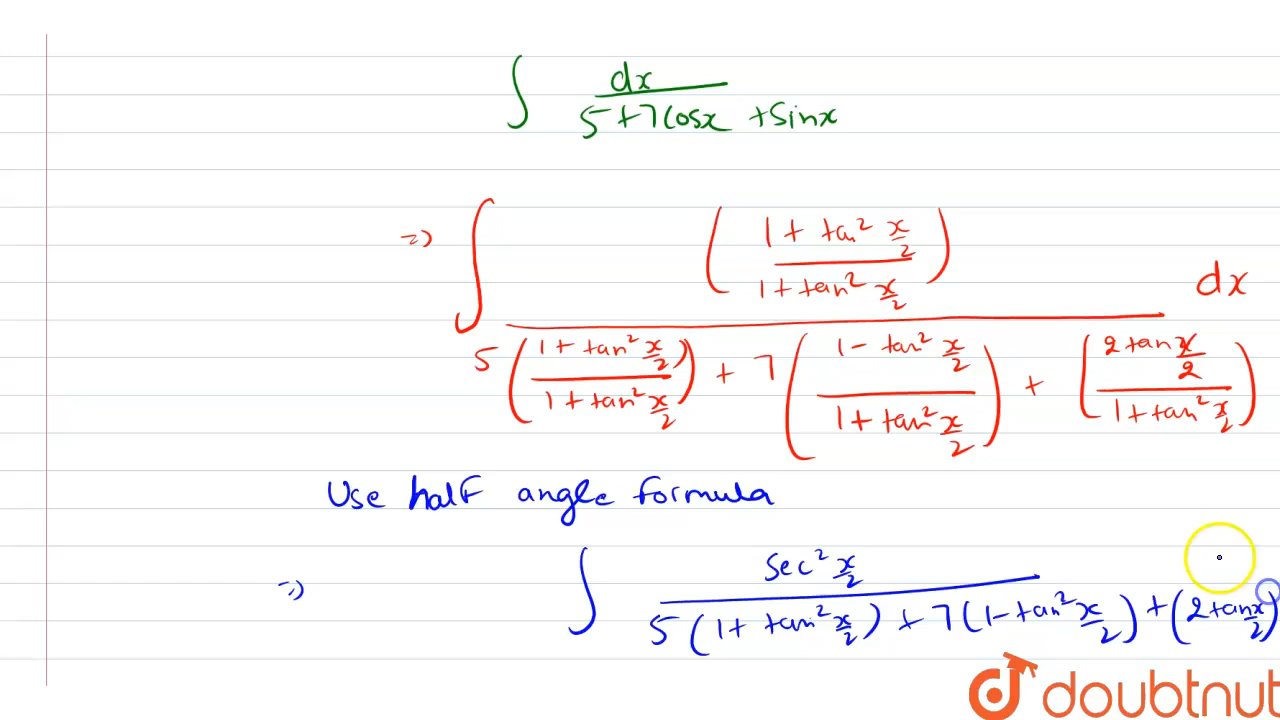 ∫ dx / (5 + 7 Cosx + Sinx)
=> ∫ ((1 + tan² x/2) / (1 + tan² x/2)) / (5 ((1 + tan² x/2) / (1 + tan² x/2)) + 7 ((1 - tan² x/2) / (1 + tan² x/2)) + ((2 tan x/2) / (1 + tan² x/2))) dx
Use half angle formula
=> ∫ Sec² x/2 / (5 (1 + tan² x/2) + 7 (1 - tan² x/2) + (2 tan x/2))
doubtnut